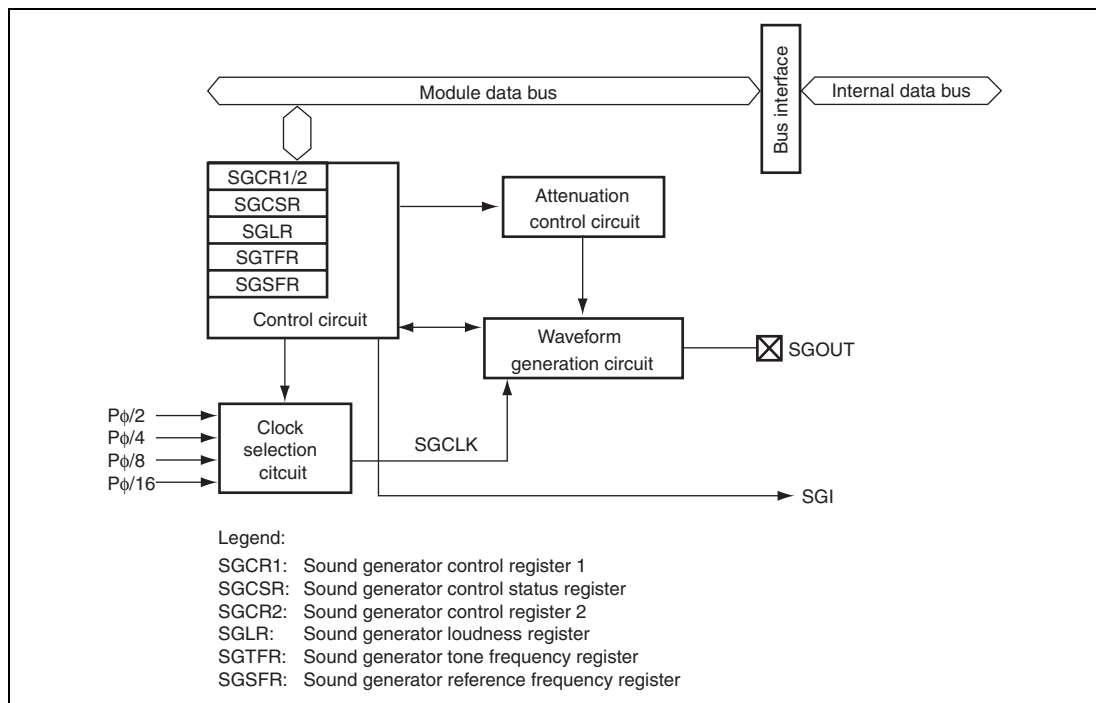 Module data bus
Bus interface
Internal data bus
SGCR1/2
SGCSR
SGLR
SGTFR
SGSFR
Control circuit
Attenuation
control circuit
Waveform
generation circuit
SGOUT
Pϕ/2
Pϕ/4
Pϕ/8
Pϕ/16
Clock
selection
citcuit
SGCLK
SGI
Legend:
SGCR1: Sound generator control register 1
SGCSR: Sound generator control status register
SGCR2: Sound generator control register 2
SGLR: Sound generator loudness register
SGTFR: Sound generator tone frequency register
SGSFR: Sound generator reference frequency register